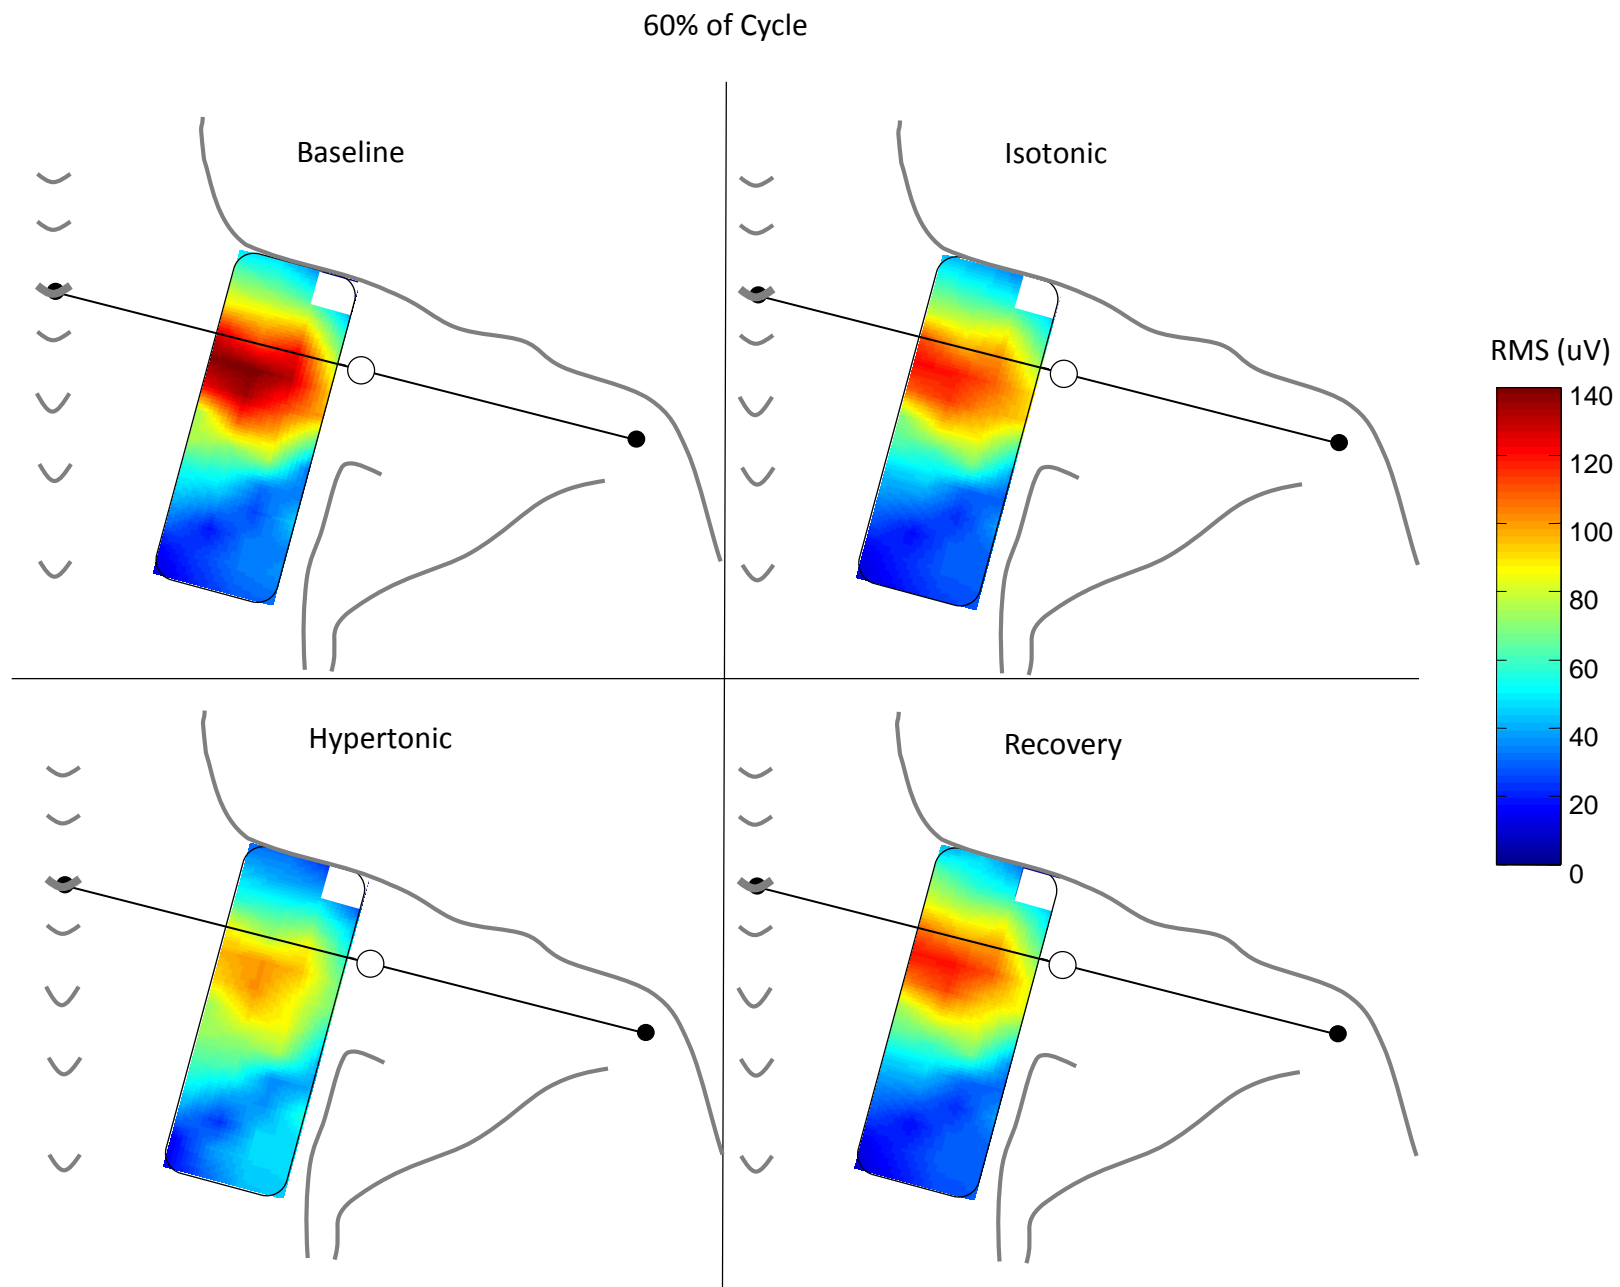 60% of Cycle
Baseline
Isotonic
RMS (uV)
140
120
100
80
60
40
20
0
Hypertonic
Recovery